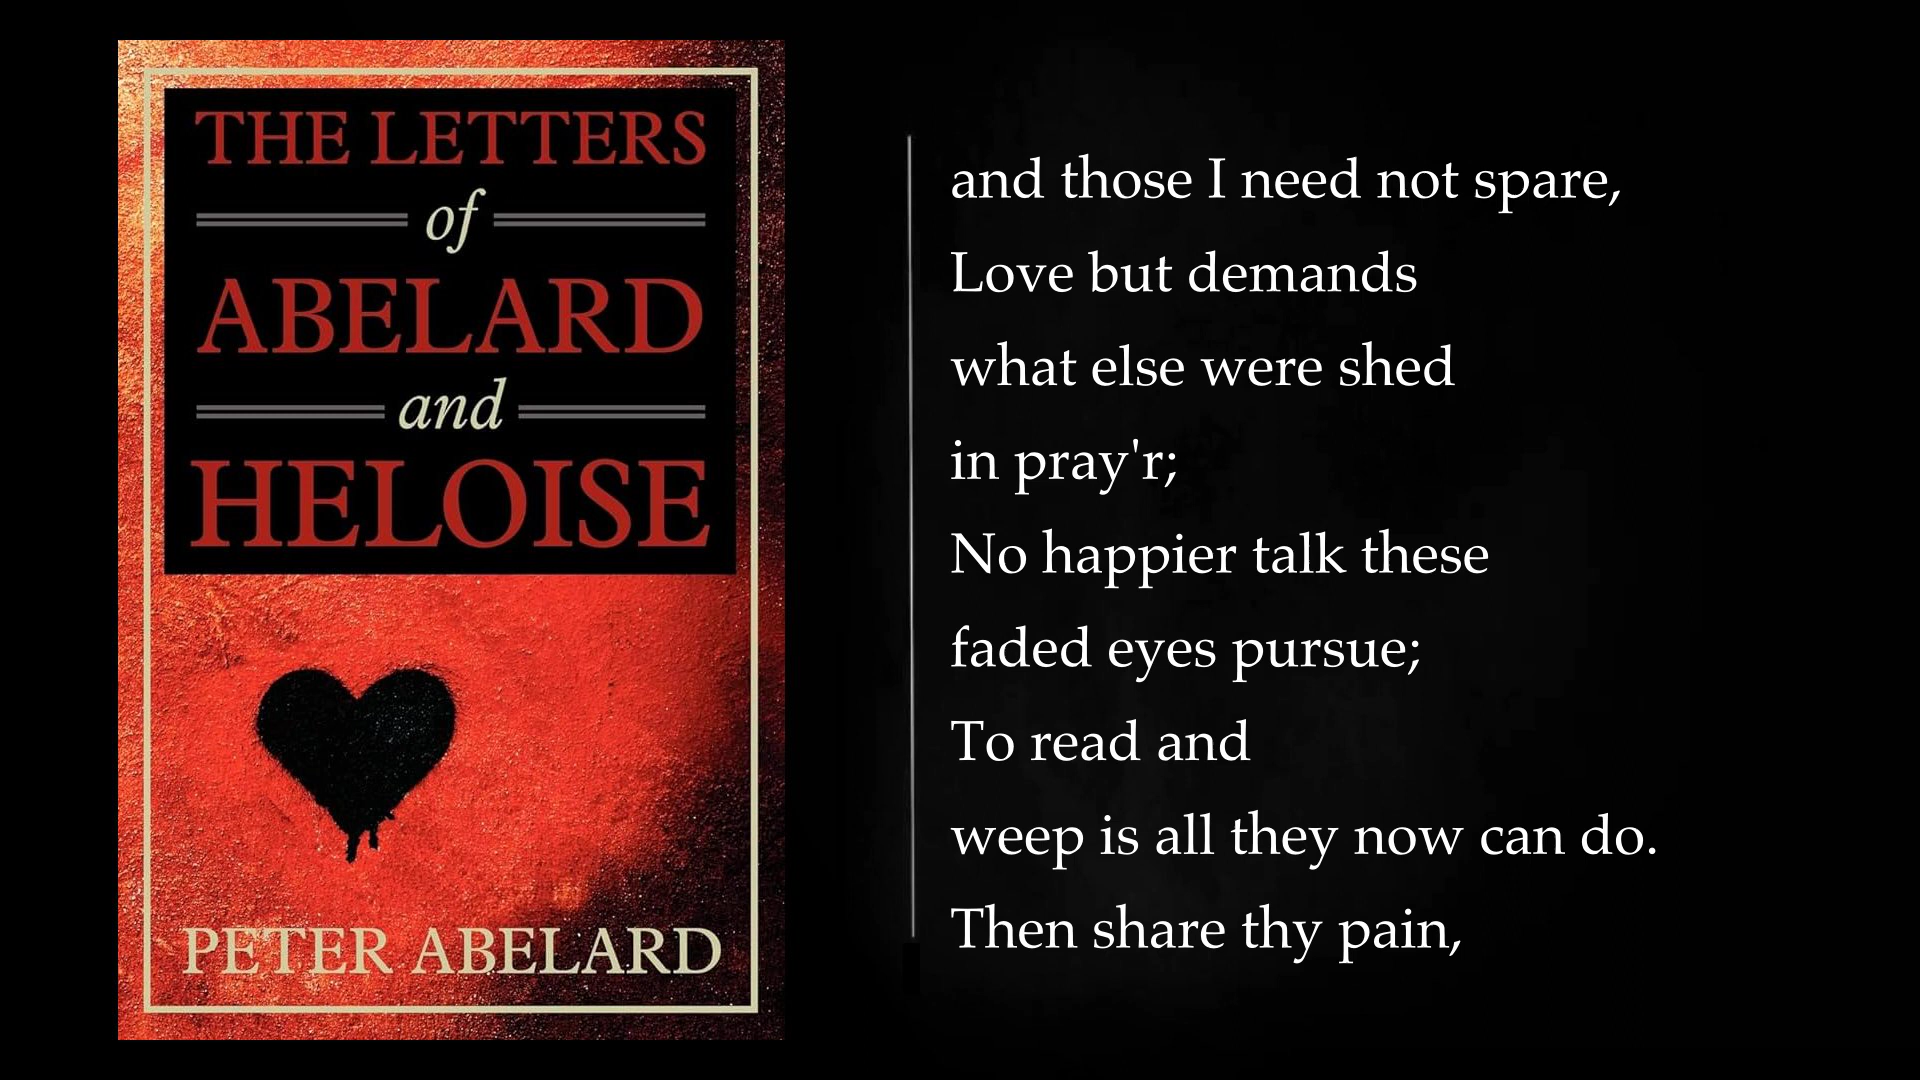 THE LETTERS
of
ABELARD
and
HELOISE
PETER ABELARD
and those I need not spare,
Love but demands
what else were shed
in pray'r;
No happier talk these
faded eyes pursue;
To read and
weep is all they now can do.
Then share thy pain,